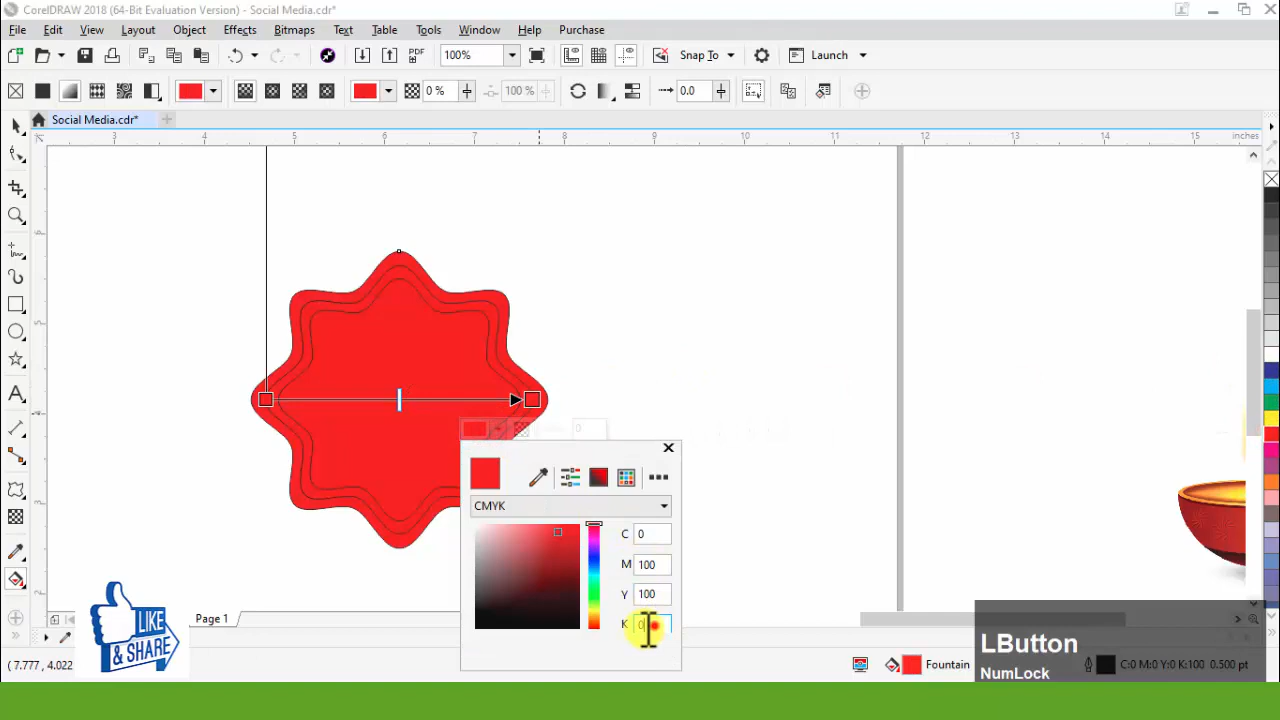 CorelDRAW 2018 (64-Bit Evaluation Version) - Social Media.cdr*
File Edit View Layout Object Effects Bitmaps Text Table Tools Window Help Purchase
PDF 100% Snap To Launch
0 % 100 % 0.0
Social Media.cdr*
3 4 5 6 7 8 9 10 11 12 13 14 15 inches
CMYK
C 0
M 100
Y 100
K 0
LIKE
& SHARE
Page 1
(7.777, 4.022
Fountain
C:0 M:0 Y:0 K:100 0.500 pt
LButton
NumLock